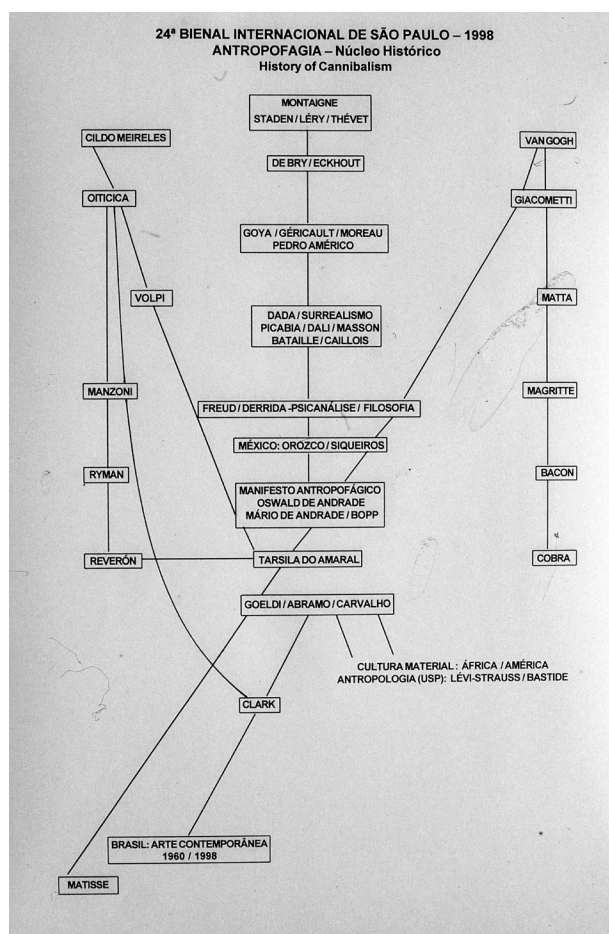 24ª BIENAL INTERNACIONAL DE SÃO PAULO – 1998
ANTROPOFAGIA – Núcleo Histórico
History of Cannibalism
MONTAIGNE
STADEN / LÉRY / THÉVET
CILDO MEIRELES
VAN GOGH
DE BRY / ECKHOUT
OITICICA
GIACOMETTI
GOYA / GÉRICAULT / MOREAU
PEDRO AMÉRICO
VOLPI
MATTA
DADA / SURREALISMO
PICABIA / DALI / MASSON
BATAILLE / CAILLOIS
MANZONI
MAGRITTE
FREUD / DERRIDA -PSICANÁLISE / FILOSOFIA
MÉXICO: OROZCO / SIQUEIROS
RYMAN
BACON
MANIFESTO ANTROPOFÁGICO
OSWALD DE ANDRADE
MÁRIO DE ANDRADE / BOPP
REVERÓN
TARSILA DO AMARAL
COBRA
GOELDI / ABRAMO / CARVALHO
CULTURA MATERIAL : ÁFRICA / AMÉRICA
ANTROPOLOGIA (USP): LÉVI-STRAUSS / BASTIDE
CLARK
BRASIL: ARTE CONTEMPORÂNEA
1960 / 1998
MATISSE